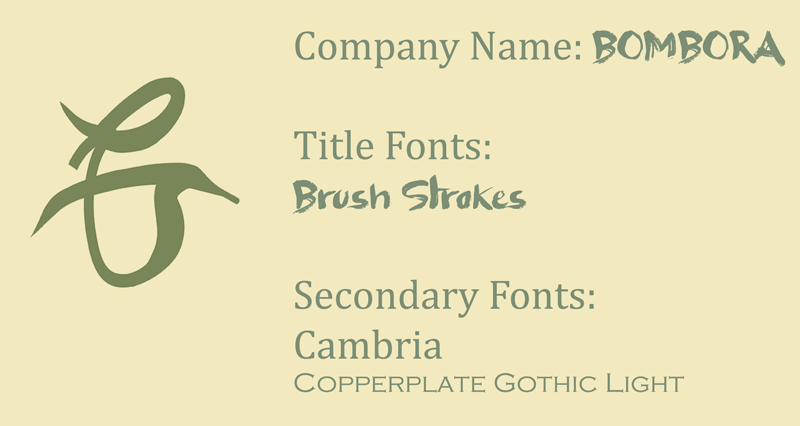 Company Name: BOMBORA
Title Fonts:
Brush Strokes
Secondary Fonts:
Cambria
Copperplate Gothic Light